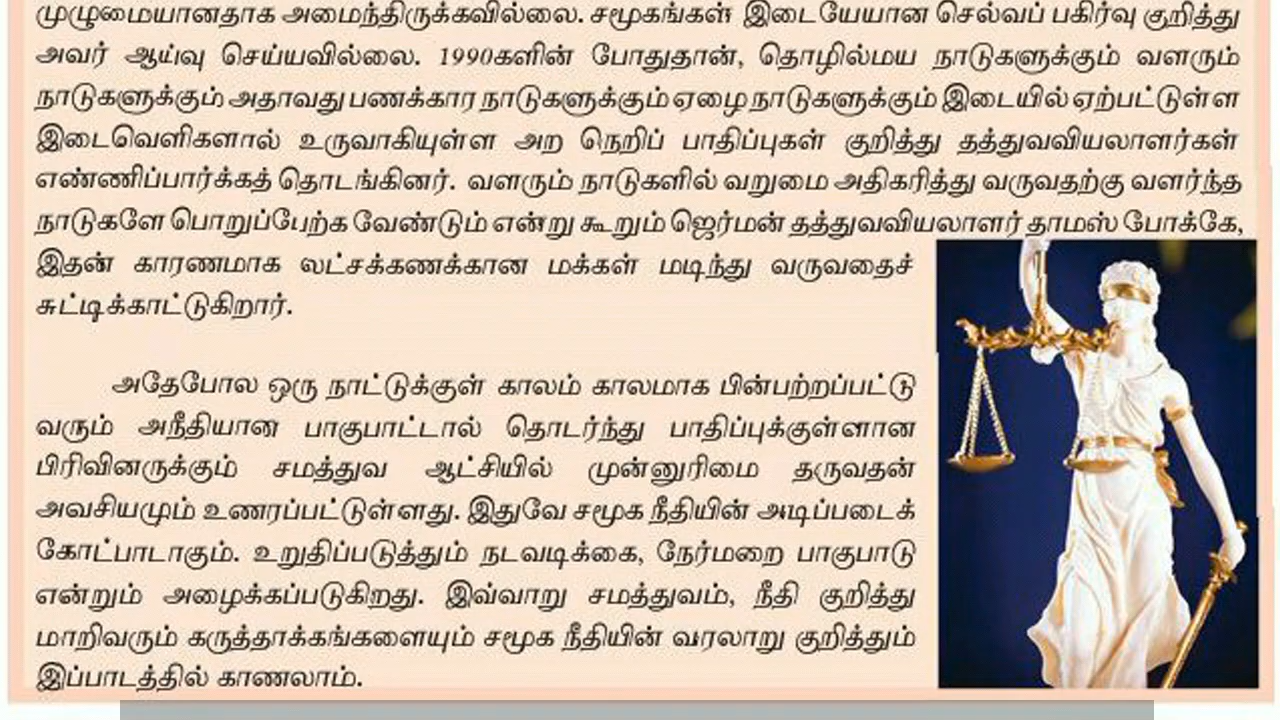 முழுமையானதாக அமைந்திருக்கவில்லை. சமூகங்கள் இடையேயான செல்வப் பகிர்வு குறித்து
அவர் ஆய்வு செய்யவில்லை. 1990களின் போதுதான், தொழில்மய நாடுகளுக்கும் வளரும்
நாடுகளுக்கும் அதாவது பணக்கார நாடுகளுக்கும் ஏழை நாடுகளுக்கும் இடையில் ஏற்பட்டுள்ள
இடைவெளிகளால் உருவாகியுள்ள அற நெறிப் பாதிப்புகள் குறித்து தத்துவவியலாளர்கள்
எண்ணிப்பார்க்கத் தொடங்கினர். வளரும் நாடுகளில் வறுமை அதிகரித்து வருவதற்கு வளர்ந்த
நாடுகளே பொறுப்பேற்க வேண்டும் என்று கூறும் ஜெர்மன் தத்துவவியலாளர் தாமஸ் போக்கே,
இதன் காரணமாக லட்சக்கணக்கான மக்கள் மடிந்து வருவதைச்
சுட்டிக்காட்டுகிறார்.
அதேபோல ஒரு நாட்டுக்குள் காலம் காலமாக பின்பற்றப்பட்டு
வரும் அநீதியான பாகுபாட்டால் தொடர்ந்து பாதிப்புக்குள்ளான
பிரிவினருக்கும் சமத்துவ ஆட்சியில் முன்னுரிமை தருவதன்
அவசியமும் உணரப்பட்டுள்ளது. இதுவே சமூக நீதியின் அடிப்படைக்
கோட்பாடாகும். உறுதிப்படுத்தும் நடவடிக்கை, நேர்மறை பாகுபாடு
என்றும் அழைக்கப்படுகிறது. இவ்வாறு சமத்துவம், நீதி குறித்து
மாறிவரும் கருத்தாக்கங்களையும் சமூக நீதியின் வரலாறு குறித்தும்
இப்பாடத்தில் காணலாம்.